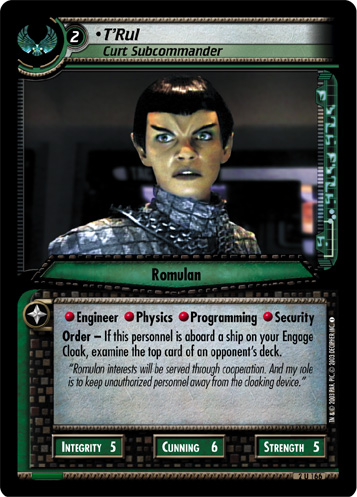 2
•T'Rul
Curt Subcommander
Romulan
Engineer Physics Programming Security
Order – If this personnel is aboard a ship on your Engage
Cloak, examine the top card of an opponent's deck.
"Romulan interests will be served through cooperation. And my role
is to keep unauthorized personnel away from the cloaking device."
INTEGRITY 5 CUNNING 6 STRENGTH 5
2 U 166